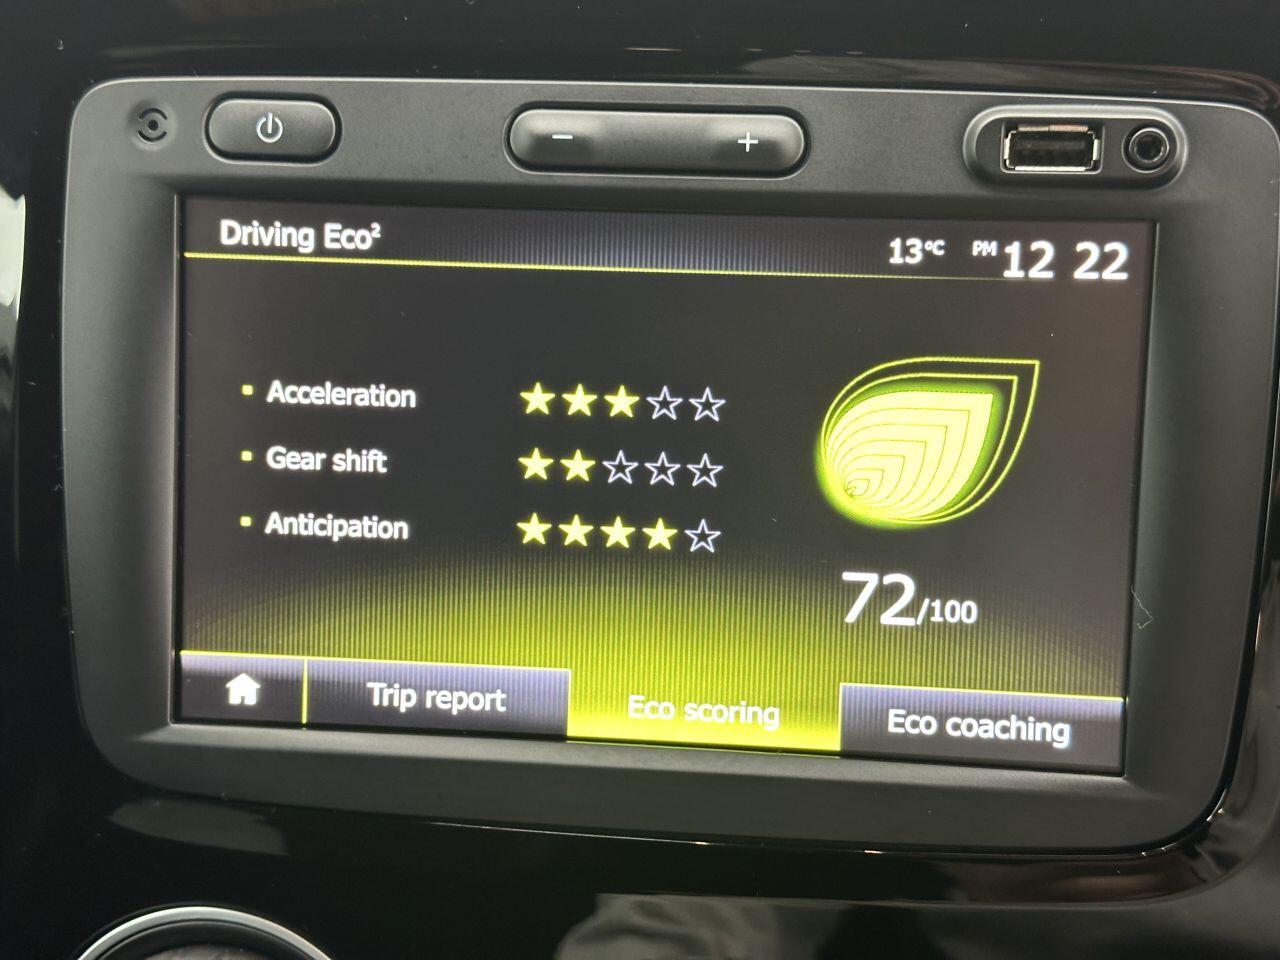 Driving Eco²
13°C PM 12 22
Acceleration
Gear shift
Anticipation
72/100
Trip report
Eco scoring
Eco coaching